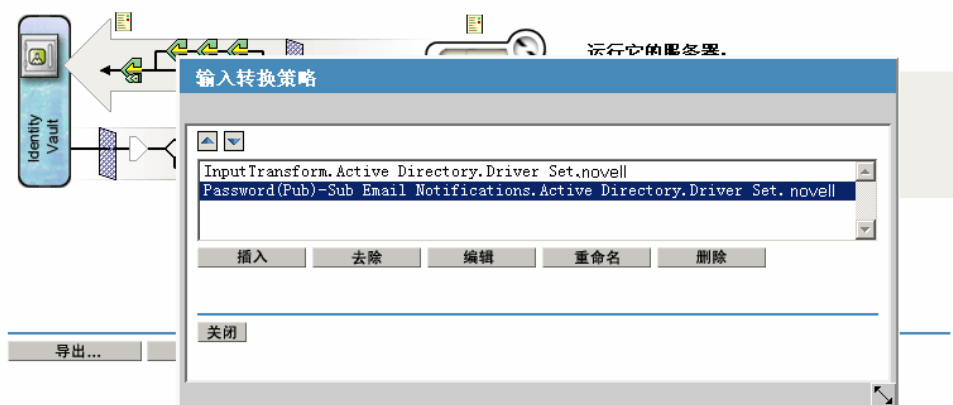 运行它的服务器.
Identity
Vault
输入转换策略
InputTransform.Active Directory.Driver Set.novell
Password(Pub)-Sub Email Notifications.Active Directory.Driver Set. novell
插入
去除
编辑
重命名
删除
关闭
导出...